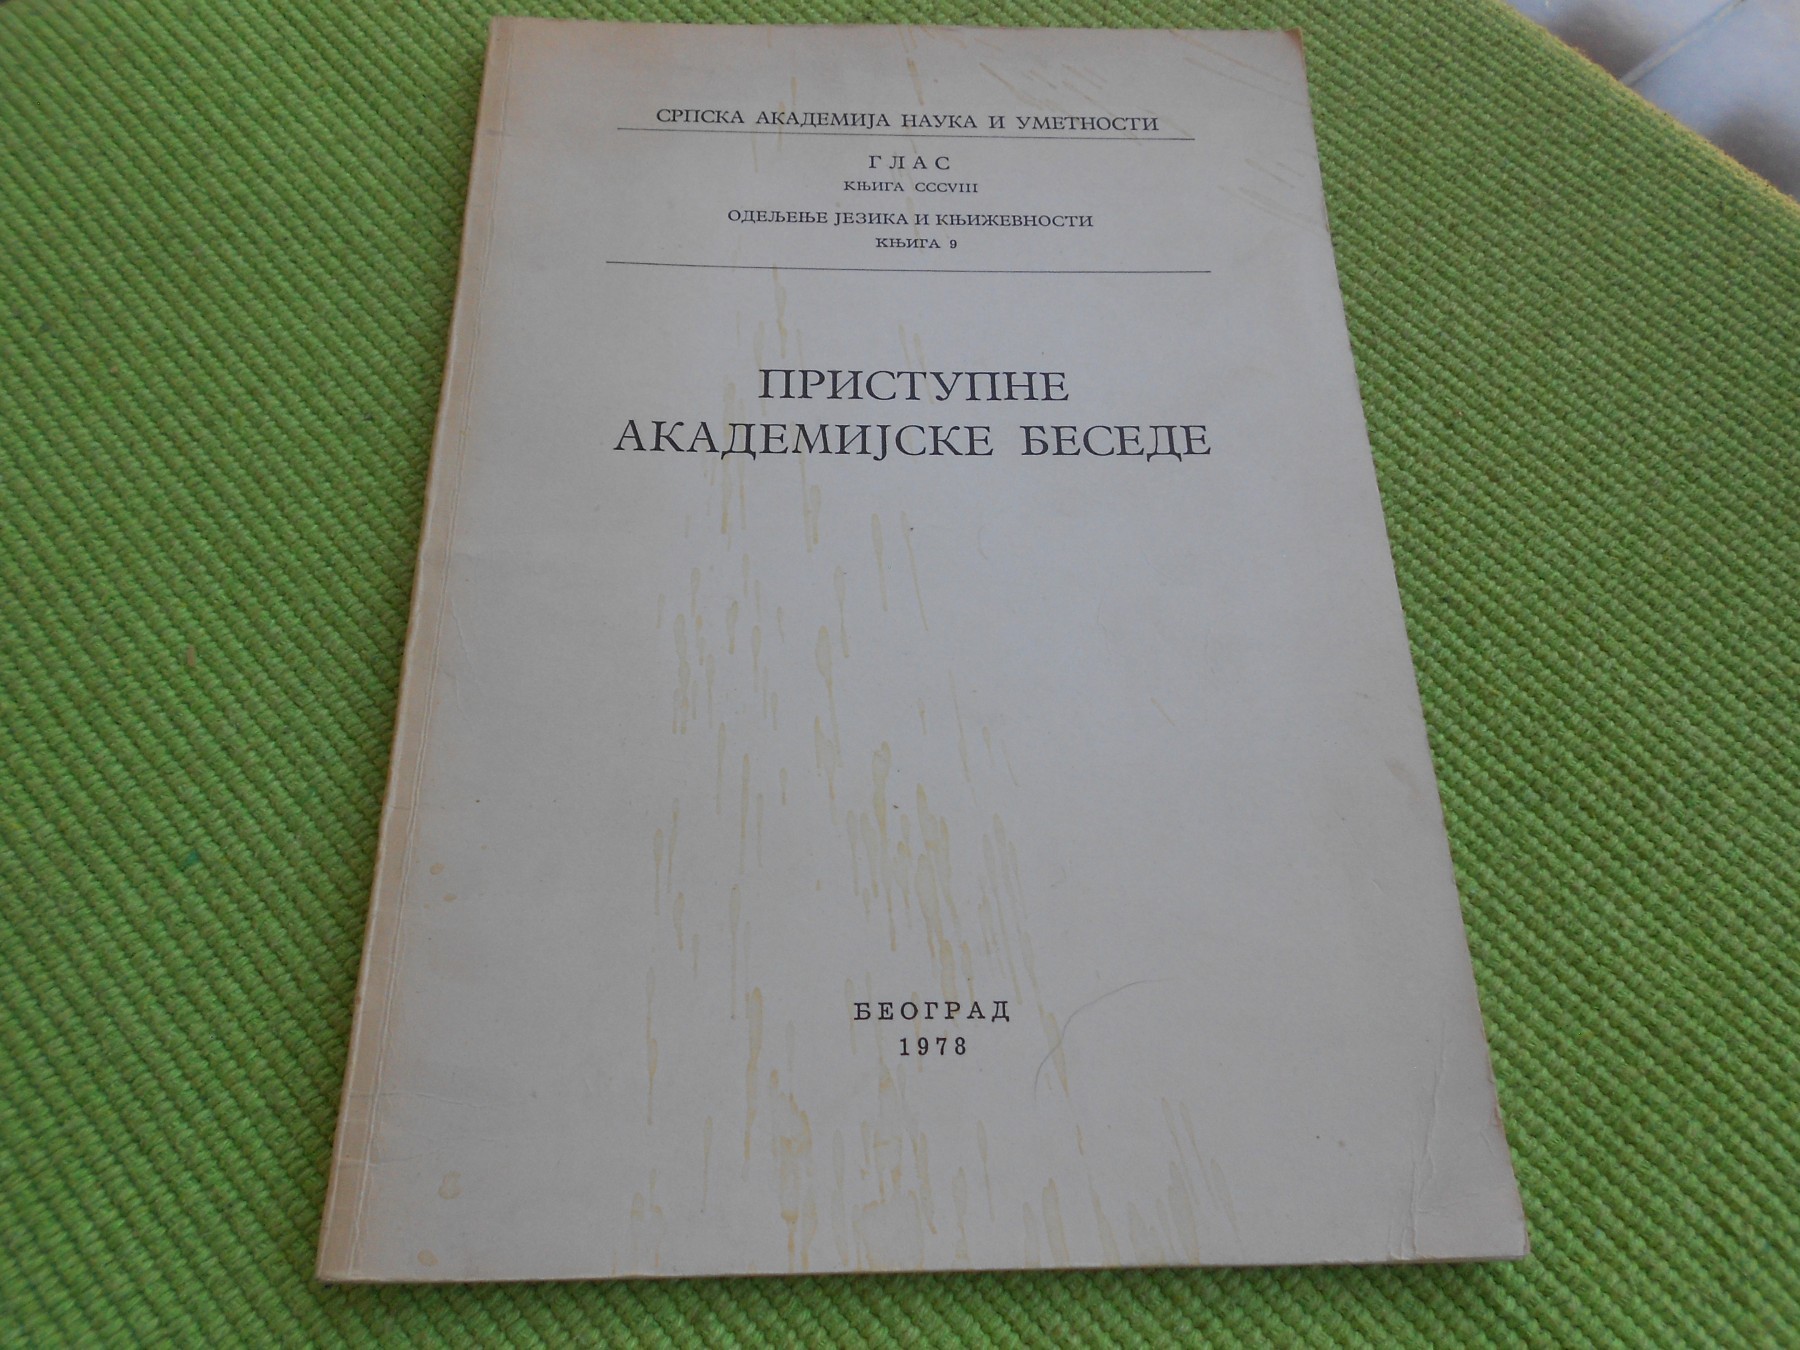 СРПСКА АКАДЕМИЈА НАУКА И УМЕТНОСТИ
ГЛАС
КЊИГА CCCVIII
ОДЕЉЕЊЕ ЈЕЗИКА И КЊИЖЕВНОСТИ
КЊИГА 9
ПРИСТУПНЕ
АКАДЕМИЈСКЕ БЕСЕДЕ
БЕОГРАД
1978